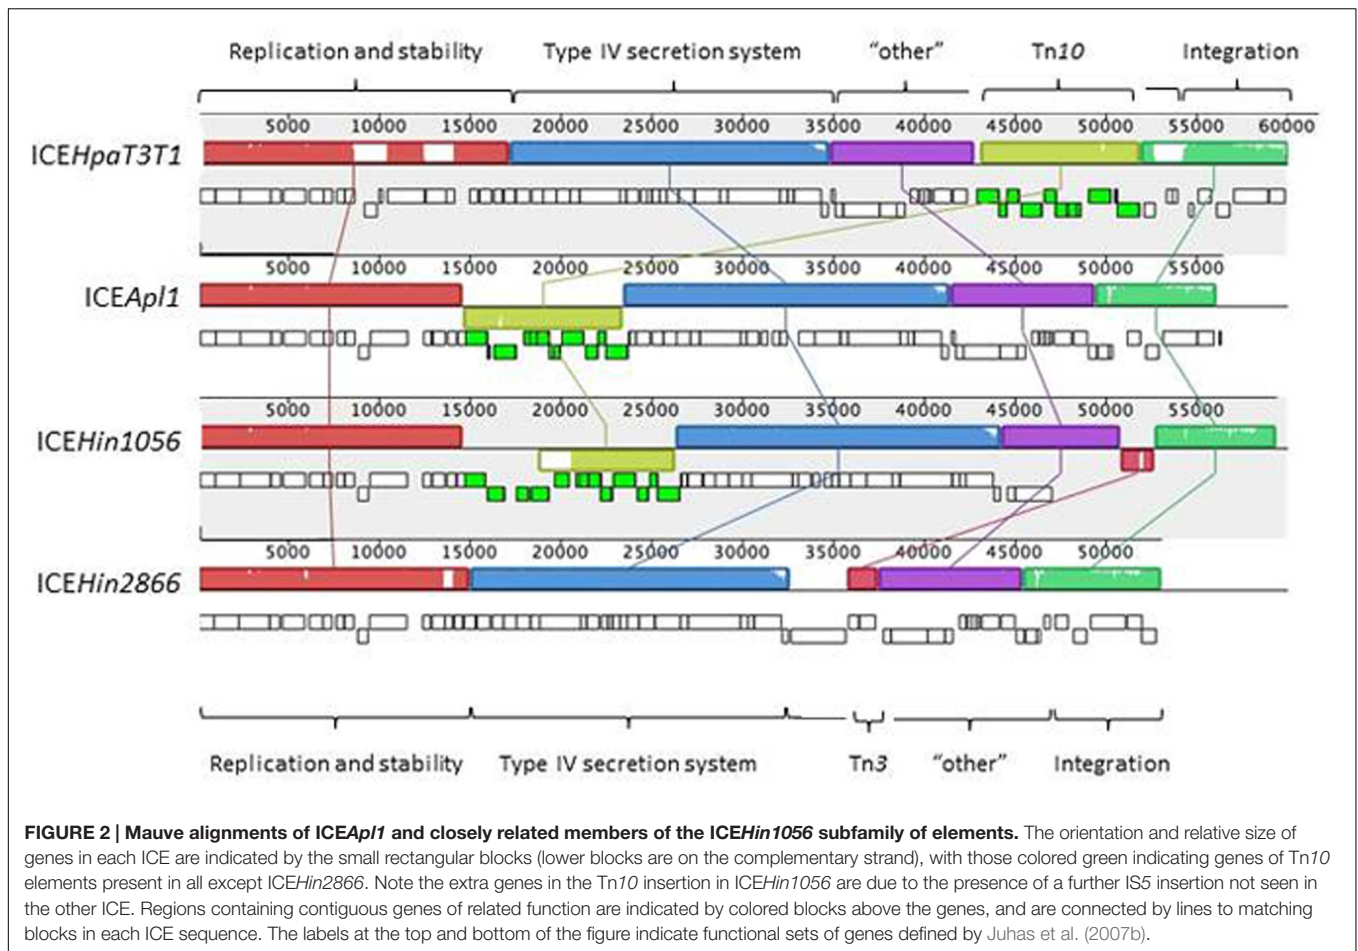 Replication and stability Type IV secretion system “other” Tn10 Integration
5000 10000 15000 20000 25000 30000 35000 40000 45000 50000 55000 60000
ICEHpaT3T1
5000 10000 15000 20000 25000 30000 35000 40000 45000 50000 55000
ICEApl1
5000 10000 15000 20000 25000 30000 35000 40000 45000 50000 55000
ICEHin1056
5000 10000 15000 20000 25000 30000 35000 40000 45000 50000
ICEHin2866
Replication and stability Type IV secretion system Tn3 “other” Integration
FIGURE 2 | Mauve alignments of ICEApl1 and closely related members of the ICEHin1056 subfamily of elements. The orientation and relative size of
genes in each ICE are indicated by the small rectangular blocks (lower blocks are on the complementary strand), with those colored green indicating genes of Tn10
elements present in all except ICEHin2866. Note the extra genes in the Tn10 insertion in ICEHin1056 are due to the presence of a further IS5 insertion not seen in
the other ICE. Regions containing contiguous genes of related function are indicated by colored blocks above the genes, and are connected by lines to matching
blocks in each ICE sequence. The labels at the top and bottom of the figure indicate functional sets of genes defined by Juhas et al. (2007b).